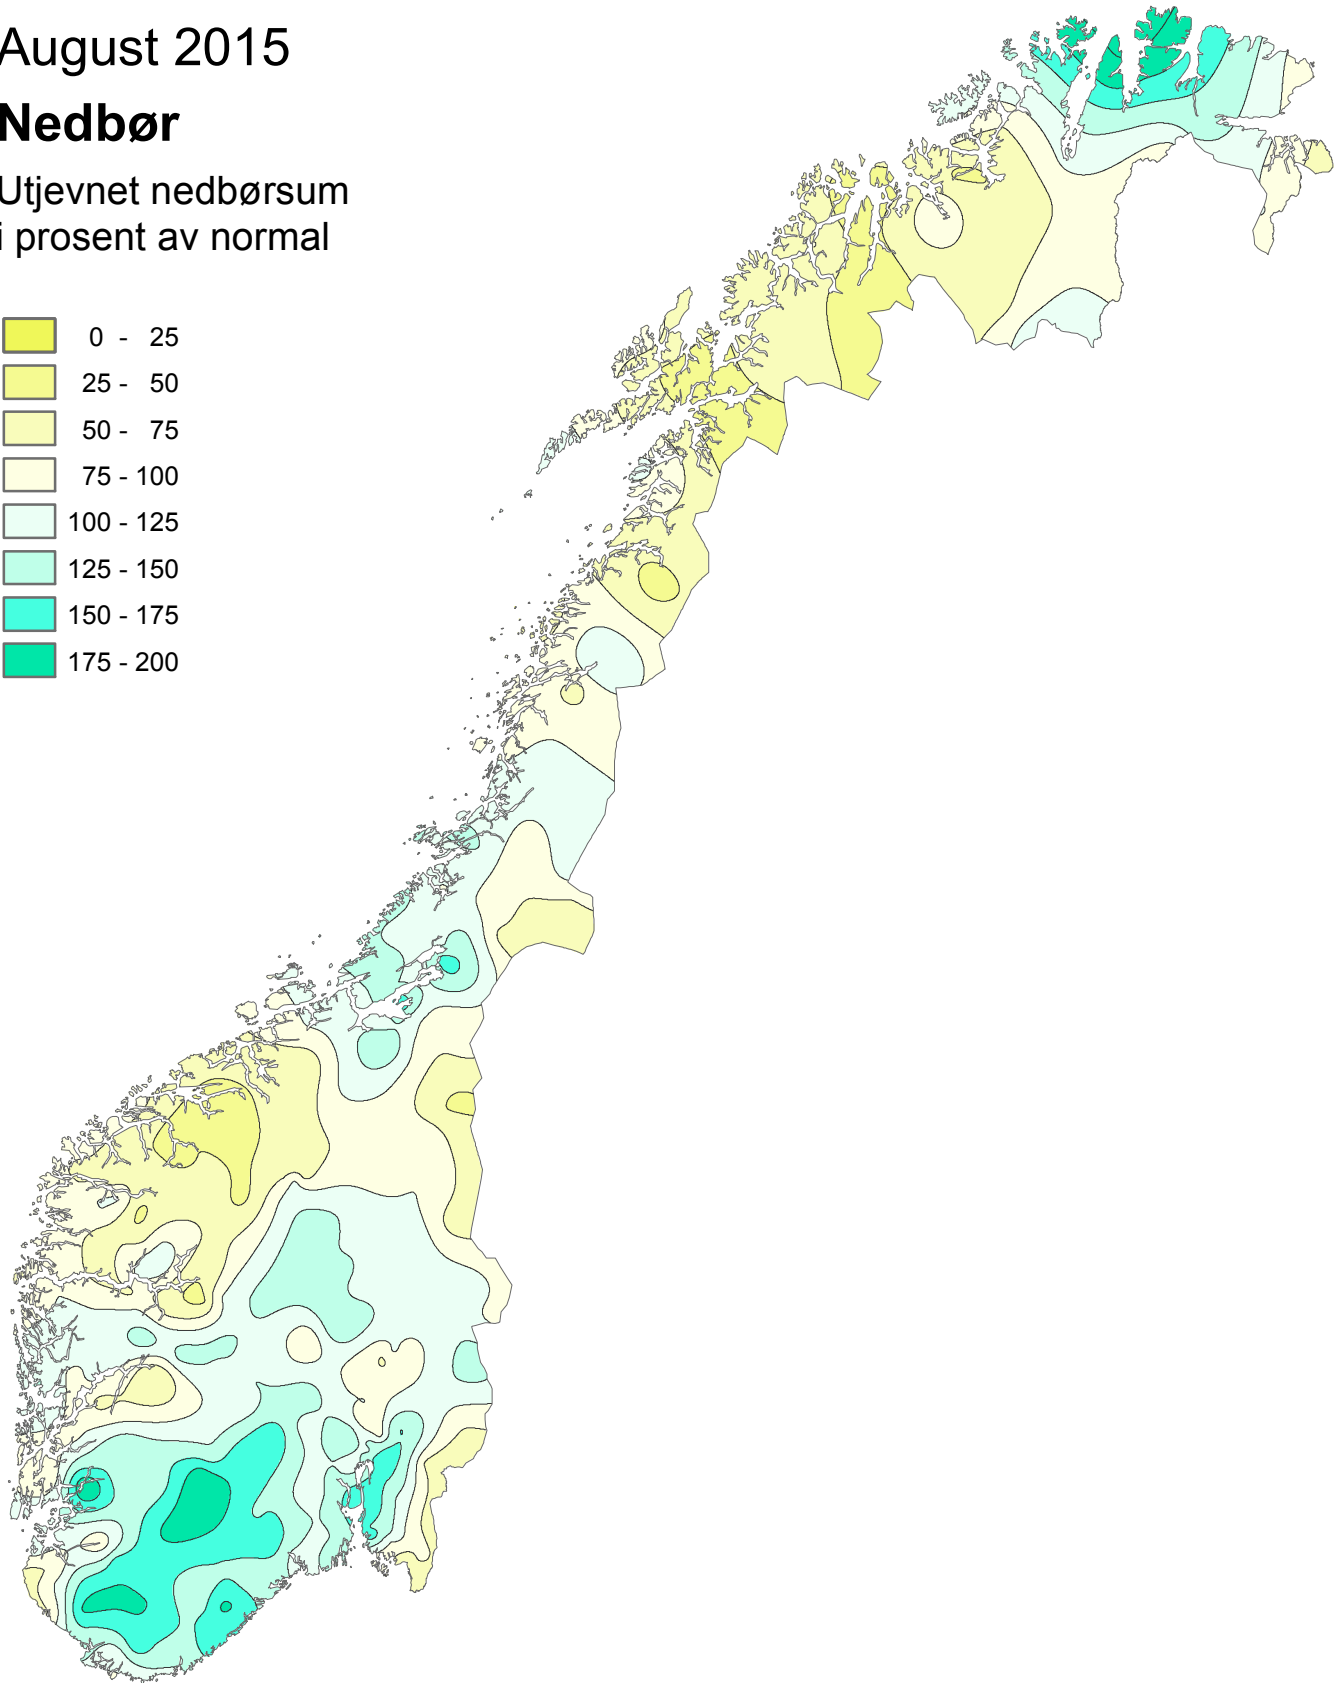 August 2015
Nedbør
Utjevnet nedbørsum
i prosent av normal
0 - 25
25 - 50
50 - 75
75 - 100
100 - 125
125 - 150
150 - 175
175 - 200